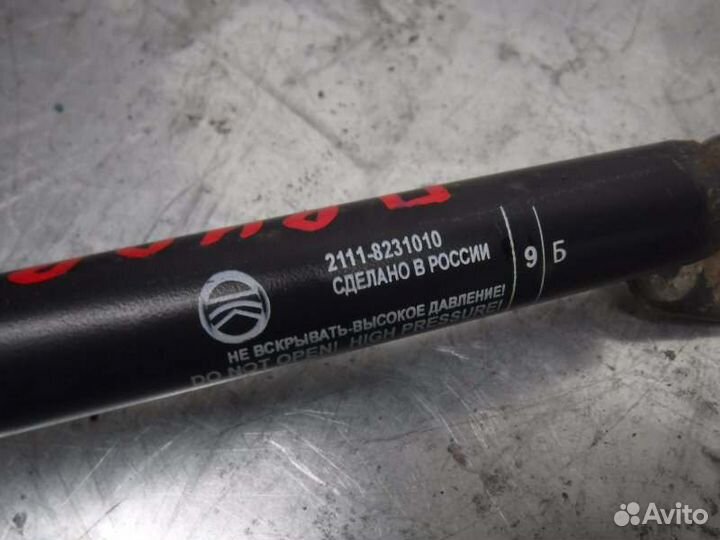 2111-8231010
СДЕЛАНО В РОССИИ
9 Б
НЕ ВСКРЫВАТЬ-ВЫСОКОЕ ДАВЛЕНИЕ!
DO NOT OPEN! HIGH PRESSURE!
Avito